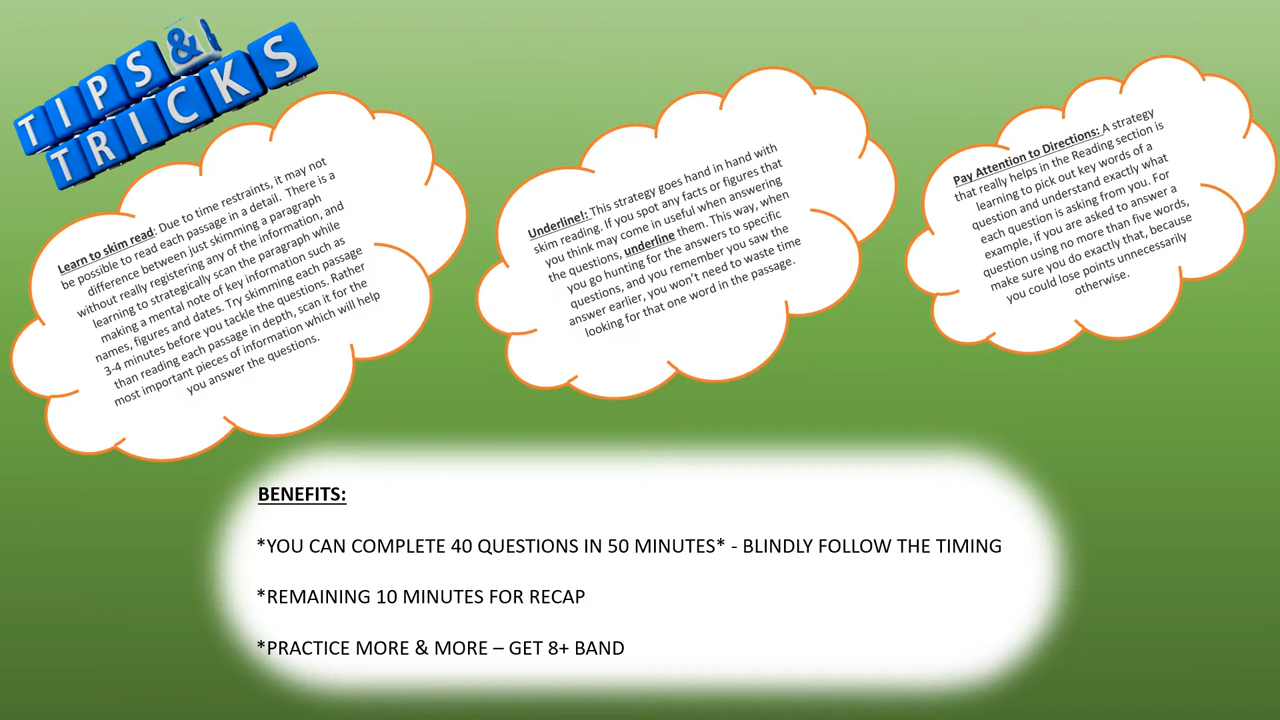 TIPS &
TRICKS
Learn to skim read: Due to time restraints, it may not
be possible to read each passage in a detail. There is a
difference between just skimming a paragraph
without really registering any of the information, and
learning to strategically scan the paragraph while
making a mental note of key information such as
names, figures and dates. Try skimming each passage
3-4 minutes before you tackle the questions. Rather
than reading each passage in depth, scan it for the
most important pieces of information which will help
you answer the questions.
Underline!: This strategy goes hand in hand with
skim reading. If you spot any facts or figures that
you think may come in useful when answering
the questions, underline them. This way, when
you go hunting for the answers to specific
questions, and you remember you saw the
answer earlier, you won't need to waste time
looking for that one word in the passage.
Pay Attention to Directions: A strategy
that really helps in the Reading section is
learning to pick out key words of a
question and understand exactly what
each question is asking from you. For
example, if you are asked to answer a
question using no more than five words,
make sure you do exactly that, because
you could lose points unnecessarily
otherwise.
BENEFITS:
*YOU CAN COMPLETE 40 QUESTIONS IN 50 MINUTES* - BLINDLY FOLLOW THE TIMING
*REMAINING 10 MINUTES FOR RECAP
*PRACTICE MORE & MORE – GET 8+ BAND